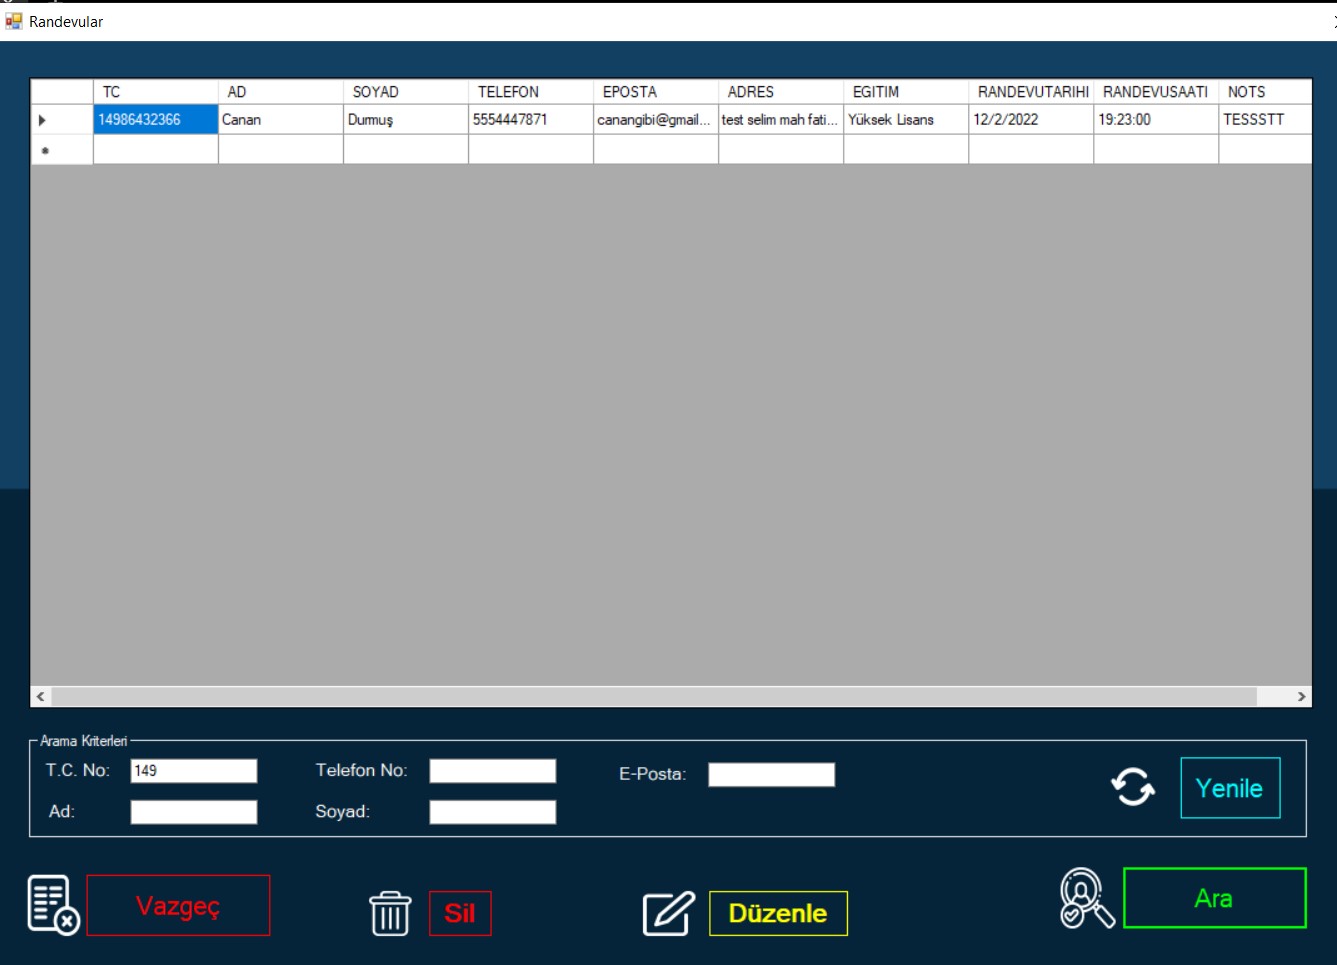 Randevular
TC AD SOYAD TELEFON EPOSTA ADRES EGITIM RANDEVUTARIHI RANDEVUSAATI NOTS
14986432366 Canan Durmuş 5554447871 canangibi@gmail... test selim mah fati... Yüksek Lisans 12/2/2022 19:23:00 TESSSTT
Arama Kriterleri
T.C. No: 149 Telefon No: E-Posta:
Ad: Soyad:
Yenile
Vazgeç Sil Düzenle Ara